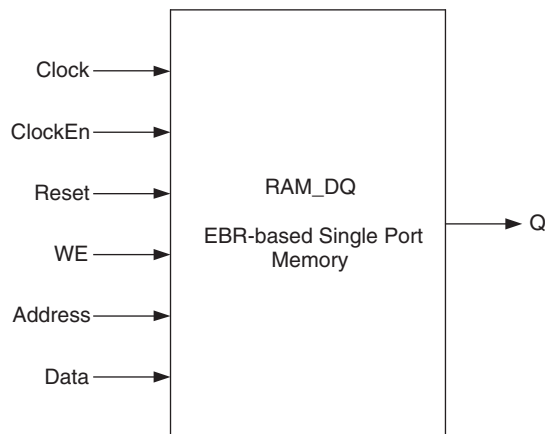 Clock
ClockEn
Reset
WE
Address
Data
RAM_DQ
EBR-based Single Port
Memory
Q